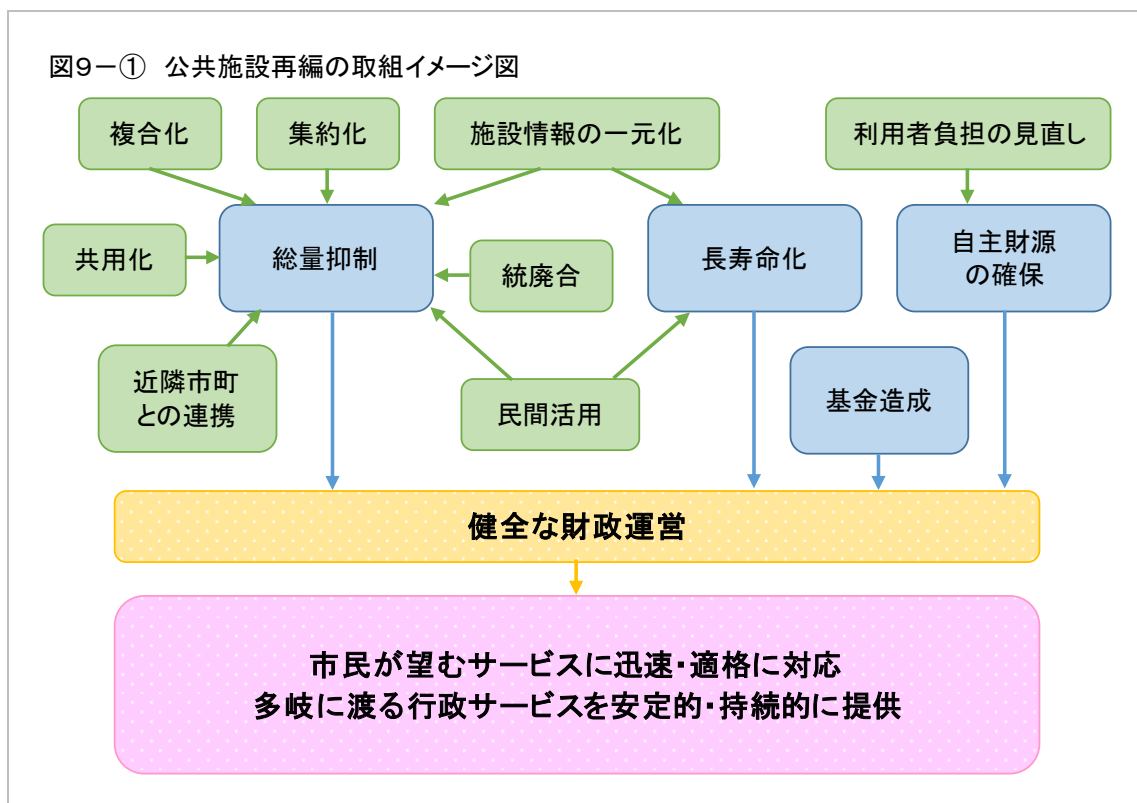 図9-① 公共施設再編の取組イメージ図
複合化
集約化
施設情報の一元化
利用者負担の見直し
共用化
総量抑制
統廃合
長寿命化
自主財源
の確保
近隣市町
との連携
民間活用
基金造成
健全な財政運営
市民が望むサービスに迅速・適格に対応
多岐に渡る行政サービスを安定的・持続的に提供